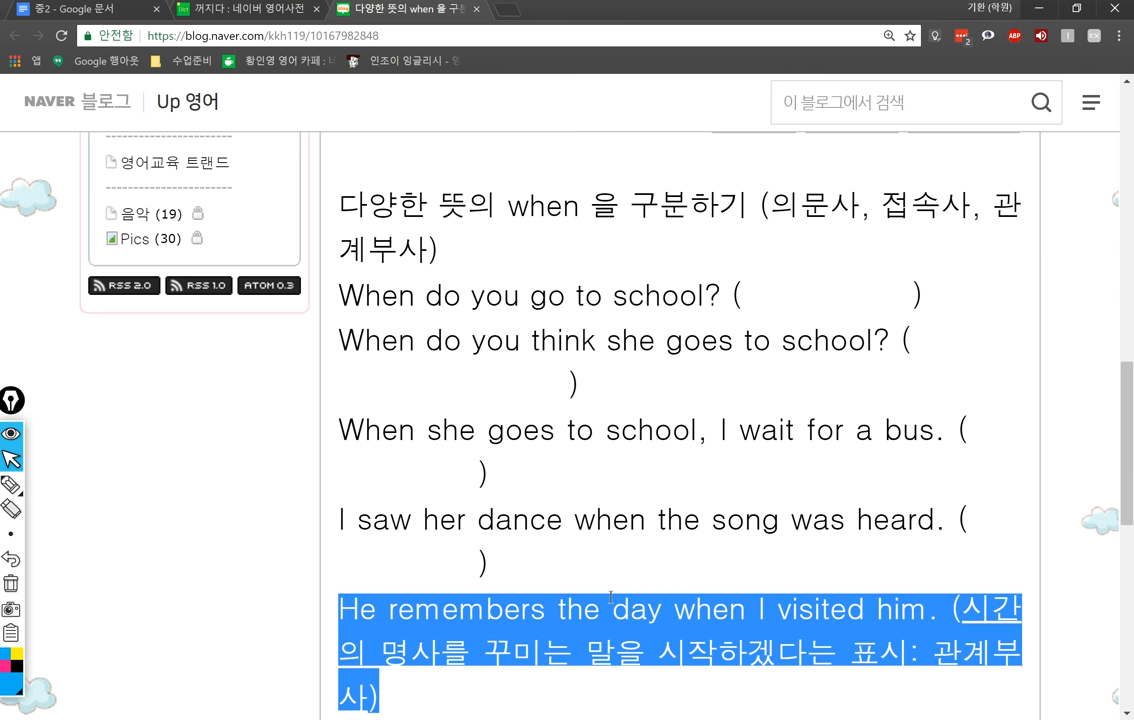 중2 - Google 문서
꺼지다 : 네이버 영어사전
다양한 뜻의 when 을 구분
기환 (학원)
안전함 https://blog.naver.com/kkh119/10167982848
앱 Google 행아웃 수업준비 황인영 영어 카페 : 인조이 잉글리시 -
NAVER 블로그 Up 영어
이 블로그에서 검색
영어교육 트랜드
음악 (19)
Pics (30)
RSS 2.0 RSS 1.0 ATOM 0.3
다양한 뜻의 when 을 구분하기 (의문사, 접속사, 관
계부사)
When do you go to school? ( )
When do you think she goes to school? (
)
When she goes to school, I wait for a bus. (
)
I saw her dance when the song was heard. (
)
He remembers the day when I visited him. (시간
의 명사를 꾸미는 말을 시작하겠다는 표시: 관계부
사)